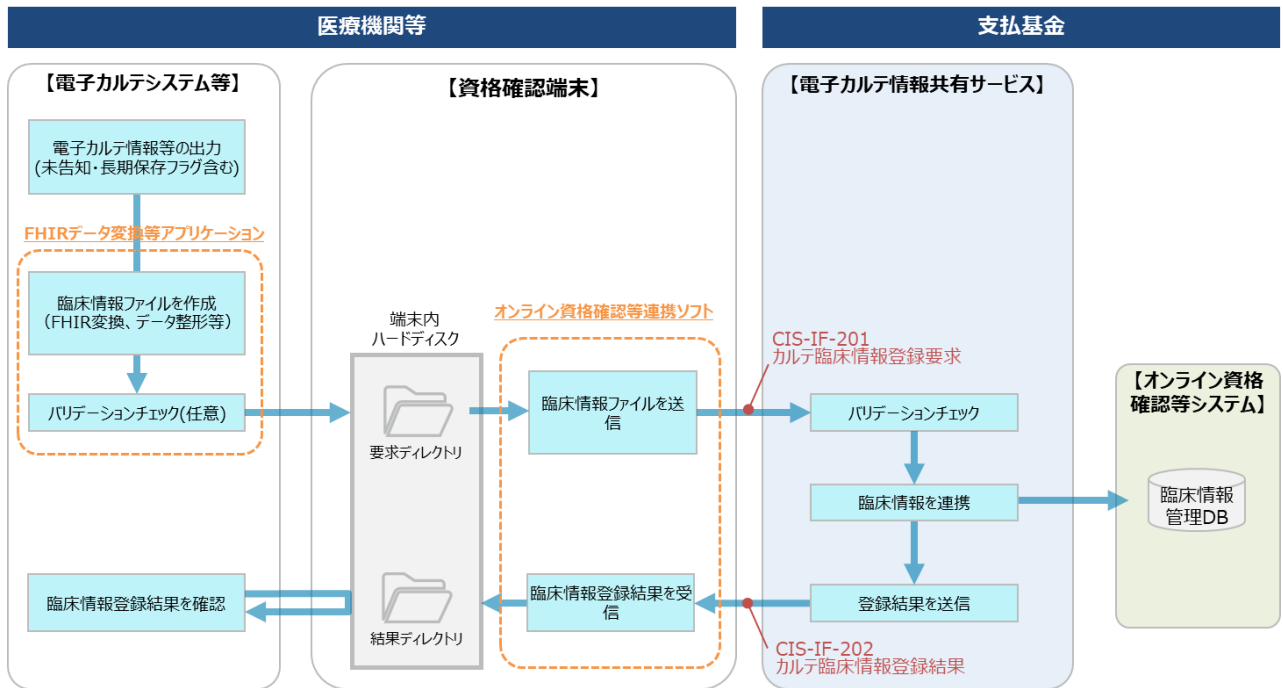 医療機関等
支払基金
【電子カルテシステム等】
電子カルテ情報等の出力
(未告知・長期保存フラグ含む)
FHIRデータ変換等アプリケーション
臨床情報ファイルを作成
（FHIR変換、データ整形等）
バリデーションチェック(任意)
臨床情報登録結果を確認
【資格確認端末】
端末内
ハードディスク
要求ディレクトリ
結果ディレクトリ
オンライン資格確認等連携ソフト
臨床情報ファイルを送
信
臨床情報登録結果を受
信
CIS-IF-201
カルテ臨床情報登録要求
CIS-IF-202
カルテ臨床情報登録結果
【電子カルテ情報共有サービス】
バリデーションチェック
臨床情報を連携
登録結果を送信
【オンライン資格
確認等システム】
臨床情報
管理DB